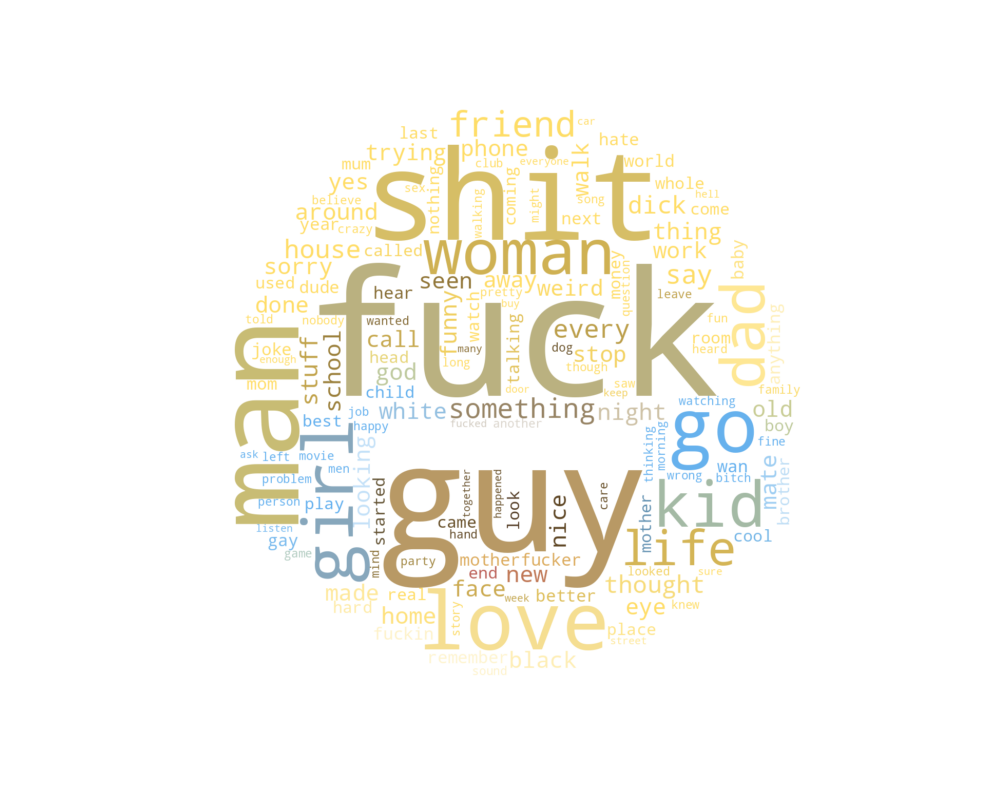 car
friend
last
hate
shit
trying
phone
club
everyone
walk
world
mum
sex
yes
nothing
coming
whole
hell
believe
walking
might
song
dick
come
around
year
crazy
next
thing
woman
house
called
work
sorry
seen
away
weird
money
question
say
baby
used
dude
hear
pretty
leave
dad
done
fuck
buy
fun
told
nobody
wanted
funny
watch
talking
every
room
heard
anything
man
joke
call
many
dog
stop
enough
stuff
school
head
long
though
mom
god
door
saw
keep
family
child
white
something
night
watching
go
old
best
job
happy
fucked
another
boy
ask
left
movie
girl
looking
thinking
morning
fine
men
guy
wan
problem
wrong
bitch
mate
brother
person
play
started
together
happened
look
nice
care
kid
listen
came
hand
mother
cool
gay
game
mind
party
motherfucker
life
end
new
looked
sure
made
real
face
week
better
thought
hard
home
love
story
eye
knew
fuckin
place
street
remember
black
sound